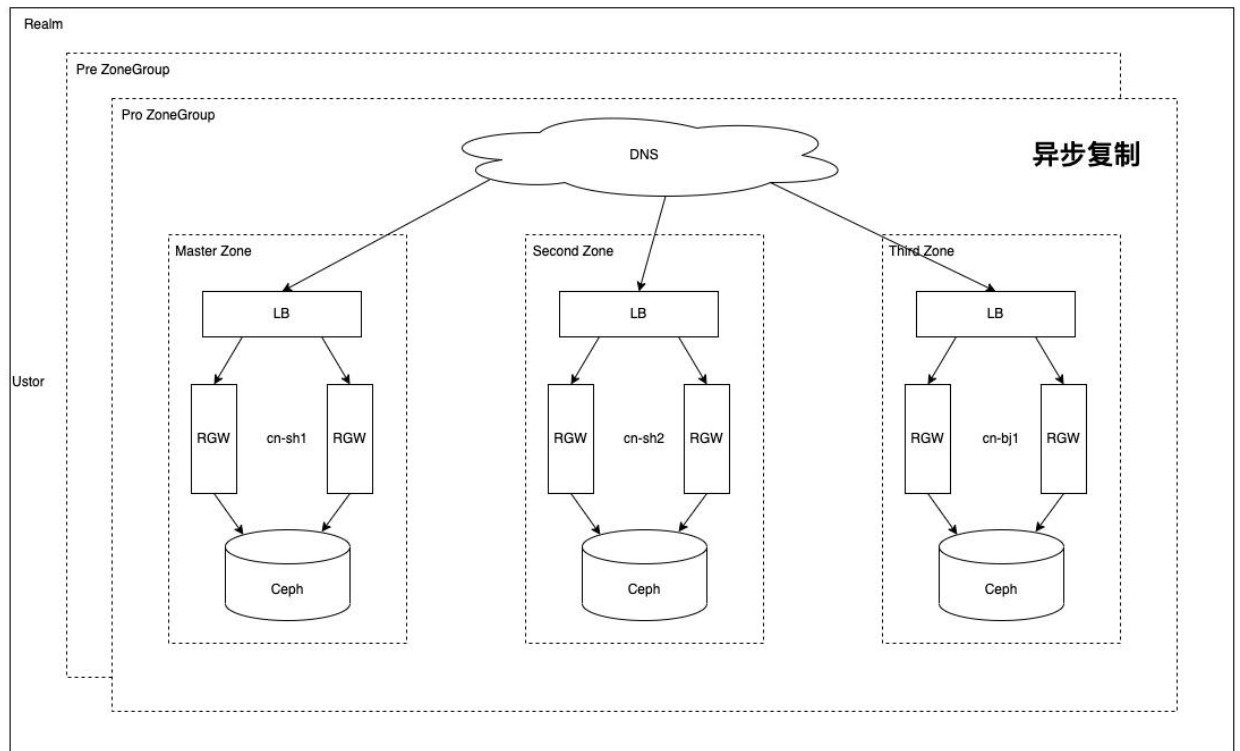 Realm
Pre ZoneGroup
Pro ZoneGroup
DNS
异步复制
Master Zone
Second Zone
Third Zone
LB
LB
LB
Ustor
RGW
cn-sh1
RGW
RGW
cn-sh2
RGW
RGW
cn-bj1
RGW
Ceph
Ceph
Ceph